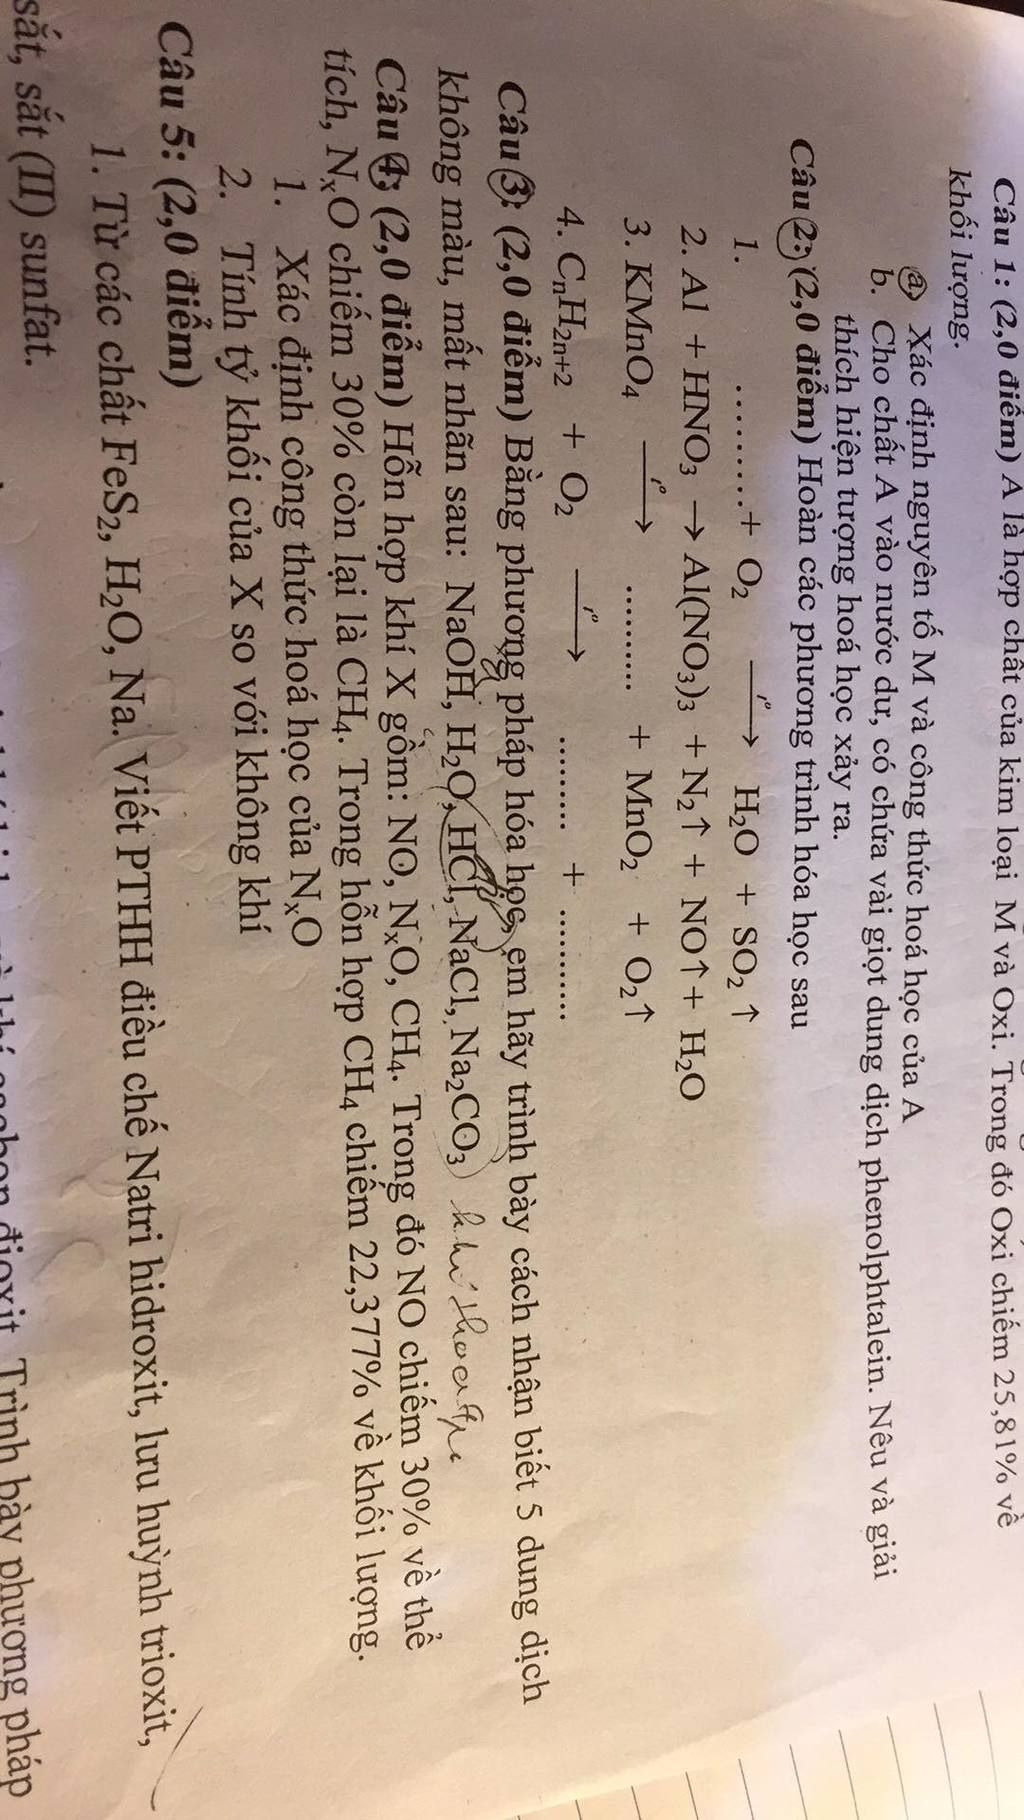 Câu 1: (2,0 điểm) A là hợp chất của kim loại M và Oxi. Trong đó Oxi chiếm 25,81% về
khối lượng.
a, Xác định nguyên tố M và công thức hoá học của A
b. Cho chất A vào nước dư, có chứa vài giọt dung dịch phenolphtalein. Nêu và giải
thích hiện tượng hoá học xảy ra.
Câu 2: (2,0 điểm) Hoàn các phương trình hóa học sau
1. .........+ O₂ —t°→ H₂O + SO₂ ↑
2. Al + HNO₃ → Al(NO₃)₃ + N₂↑ + NO↑ + H₂O
3. KMnO₄ —t°→ ......... + MnO₂ + O₂↑
4. CₙH₂ₙ₊₂ + O₂ —t°→ ......... + ...........
Câu 3: (2,0 điểm) Bằng phương pháp hóa học, em hãy trình bày cách nhận biết 5 dung dịch
không màu, mất nhãn sau: NaOH, H₂O, HCl, NaCl, Na₂CO₃
Câu 4: (2,0 điểm) Hỗn hợp khí X gồm: NO, NₓO, CH₄. Trong đó NO chiếm 30% về thể
tích, NₓO chiếm 30% còn lại là CH₄. Trong hỗn hợp CH₄ chiếm 22,377% về khối lượng.
1. Xác định công thức hoá học của NₓO
2. Tính tỷ khối của X so với không khí
Câu 5: (2,0 điểm)
1. Từ các chất FeS₂, H₂O, Na. Viết PTHH điều chế Natri hidroxit, lưu huỳnh trioxit,
sắt, sắt (II) sunfat.
đioxit. Trình bày phương pháp